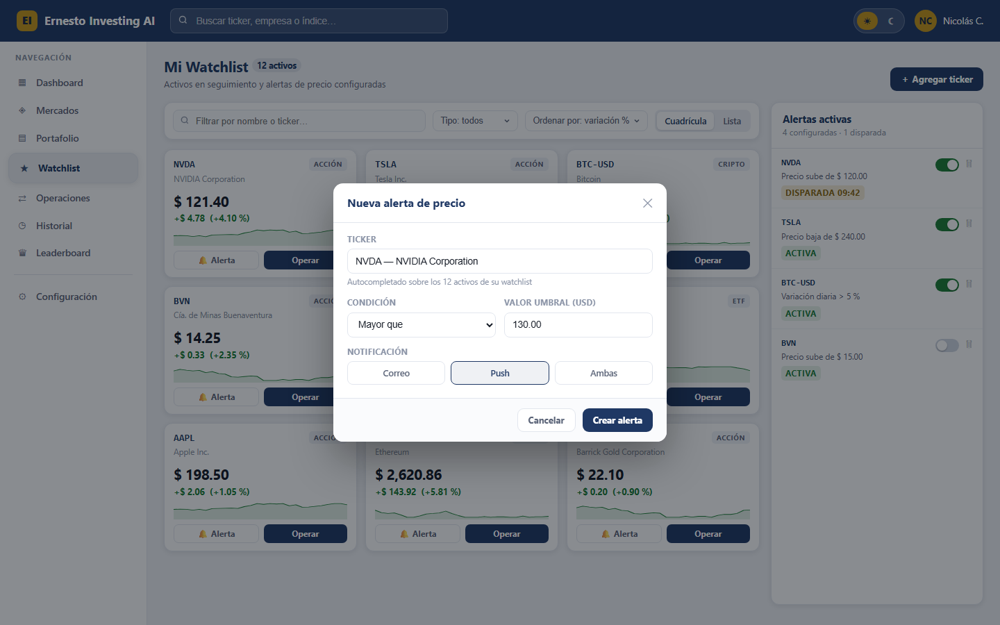 EI Ernesto Investing AI
Buscar ticker, empresa o índice...
NC Nicolás C.
NAVEGACIÓN
Dashboard
Mercados
Portafolio
Watchlist
Operaciones
Historial
Leaderboard
Configuración
Mi Watchlist 12 activos
Activos en seguimiento y alertas de precio configuradas
+ Agregar ticker
Filtrar por nombre o ticker...
Tipo: todos
Ordenar por: variación %
Cuadrícula
Lista
NVDA ACCIÓN
NVIDIA Corporation
$ 121.40
+$ 4.78 (+4.10 %)
Alerta Operar
TSLA ACCIÓN
Tesla Inc.
BTC-USD CRIPTO
Bitcoin
)
Operar
BVN
Cía. de Minas Buenaventura
$ 14.25
+$ 0.33 (+2.35 %)
Alerta Operar
ETF
Operar
AAPL
Apple Inc.
$ 198.50
+$ 2.06 (+1.05 %)
Alerta Operar
Ethereum
$ 2,620.86
+$ 143.92 (+5.81 %)
Alerta Operar
ACCIÓN
Barrick Gold Corporation
$ 22.10
+$ 0.20 (+0.90 %)
Alerta Operar
Nueva alerta de precio
TICKER
NVDA — NVIDIA Corporation
Autocompletado sobre los 12 activos de su watchlist
CONDICIÓN
Mayor que
VALOR UMBRAL (USD)
130.00
NOTIFICACIÓN
Correo Push Ambas
Cancelar Crear alerta
Alertas activas
4 configuradas · 1 disparada
NVDA
Precio sube de $ 120.00
DISPARADA 09:42
TSLA
Precio baja de $ 240.00
ACTIVA
BTC-USD
Variación diaria > 5 %
ACTIVA
BVN
Precio sube de $ 15.00
ACTIVA